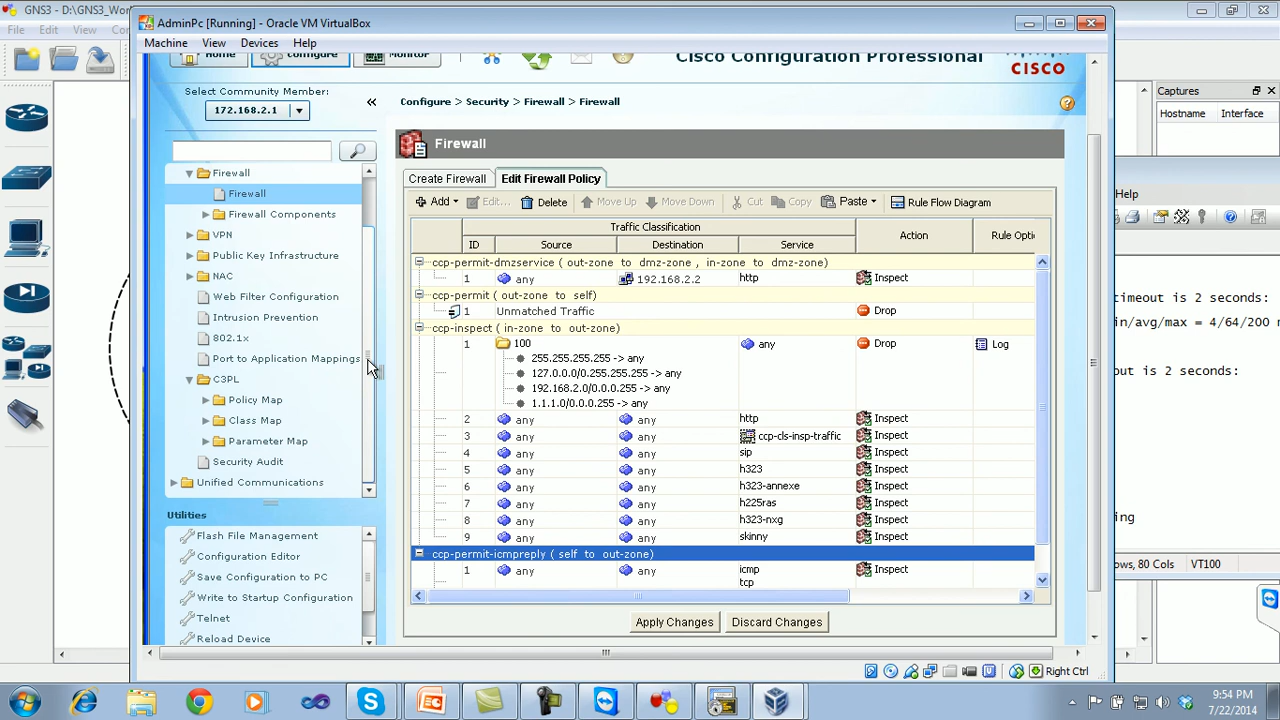 GNS3 - D:\GNS3_Wo
AdminPc [Running] - Oracle VM VirtualBox
File Edit View Co
Machine View Devices Help
Home Configure Monitor
Cisco Configuration Professional
CISCO
Select Community Member:
172.168.2.1
Configure > Security > Firewall > Firewall
Firewall
Create Firewall Edit Firewall Policy
Add Edit... Delete Move Up Move Down Cut Copy Paste Rule Flow Diagram
Traffic Classification
ID Source Destination Service Action Rule Opti
ccp-permit-dmzservice ( out-zone to dmz-zone , in-zone to dmz-zone)
1 any 192.168.2.2 http Inspect
ccp-permit ( out-zone to self)
1 Unmatched Traffic Drop
ccp-inspect ( in-zone to out-zone)
1 100 any Drop Log
255.255.255.255 -> any
127.0.0.0/0.255.255.255 -> any
192.168.2.0/0.0.0.255 -> any
1.1.1.0/0.0.0.255 -> any
2 any any http Inspect
3 any any ccp-cls-insp-traffic Inspect
4 any any sip Inspect
5 any any h323 Inspect
6 any any h323-annexe Inspect
7 any any h225ras Inspect
8 any any h323-nxg Inspect
9 any any skinny Inspect
ccp-permit-icmpreply ( self to out-zone)
1 any any icmp Inspect
tcp
Apply Changes Discard Changes
Firewall
Firewall
Firewall Components
VPN
Public Key Infrastructure
NAC
Web Filter Configuration
Intrusion Prevention
802.1x
Port to Application Mappings
C3PL
Policy Map
Class Map
Parameter Map
Security Audit
Unified Communications
Utilities
Flash File Management
Configuration Editor
Save Configuration to PC
Write to Startup Configuration
Telnet
Reload Device
Right Ctrl
Captures
Hostname Interface
Help
timeout is 2 seconds:
in/avg/max = 4/64/200 m
out is 2 seconds:
ing
ows, 80 Cols VT100
9:54 PM
7/22/2014